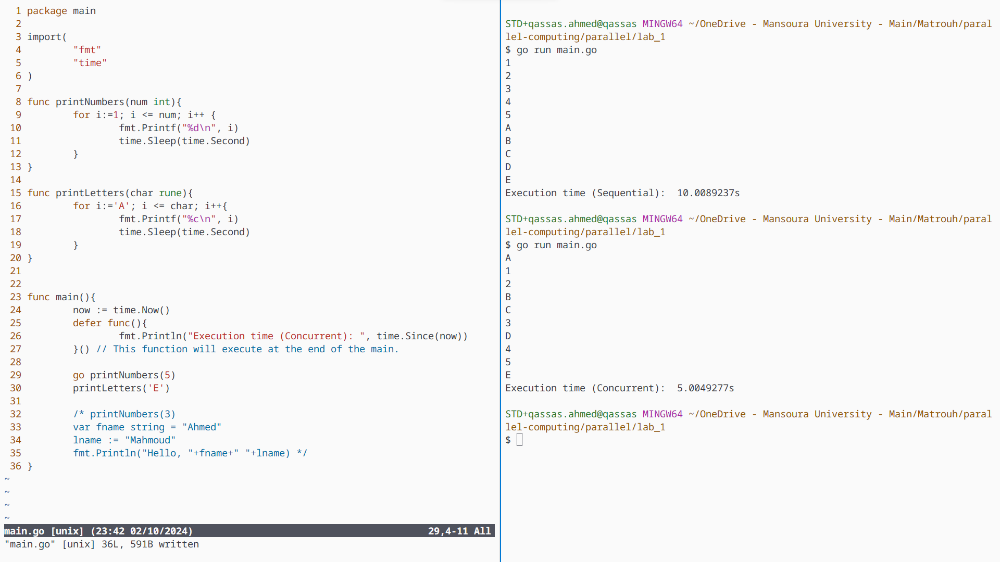 1 package main
2
3 import(
4         "fmt"
5         "time"
6 )
7
8 func printNumbers(num int){
9         for i:=1; i <= num; i++ {
10                 fmt.Printf("%d\n", i)
11                 time.Sleep(time.Second)
12         }
13 }
14
15 func printLetters(char rune){
16         for i:='A'; i <= char; i++{
17                 fmt.Printf("%c\n", i)
18                 time.Sleep(time.Second)
19         }
20 }
21
22
23 func main(){
24         now := time.Now()
25         defer func(){
26                 fmt.Println("Execution time (Concurrent): ", time.Since(now))
27         }() // This function will execute at the end of the main.
28
29         go printNumbers(5)
30         printLetters('E')
31
32         /* printNumbers(3)
33         var fname string = "Ahmed"
34         lname := "Mahmoud"
35         fmt.Println("Hello, "+fname+" "+lname) */
36 }
~
~
~
~
main.go [unix] (23:42 02/10/2024) 29,4-11 All
"main.go" [unix] 36L, 591B written
STD+qassas.ahmed@qassas MINGW64 ~/OneDrive - Mansoura University - Main/Matrouh/paral
lel-computing/parallel/lab_1
$ go run main.go
1
2
3
4
5
A
B
C
D
E
Execution time (Sequential):  10.0089237s
STD+qassas.ahmed@qassas MINGW64 ~/OneDrive - Mansoura University - Main/Matrouh/paral
lel-computing/parallel/lab_1
$ go run main.go
A
1
2
B
C
3
D
4
5
E
Execution time (Concurrent):  5.0049277s
STD+qassas.ahmed@qassas MINGW64 ~/OneDrive - Mansoura University - Main/Matrouh/paral
lel-computing/parallel/lab_1
$